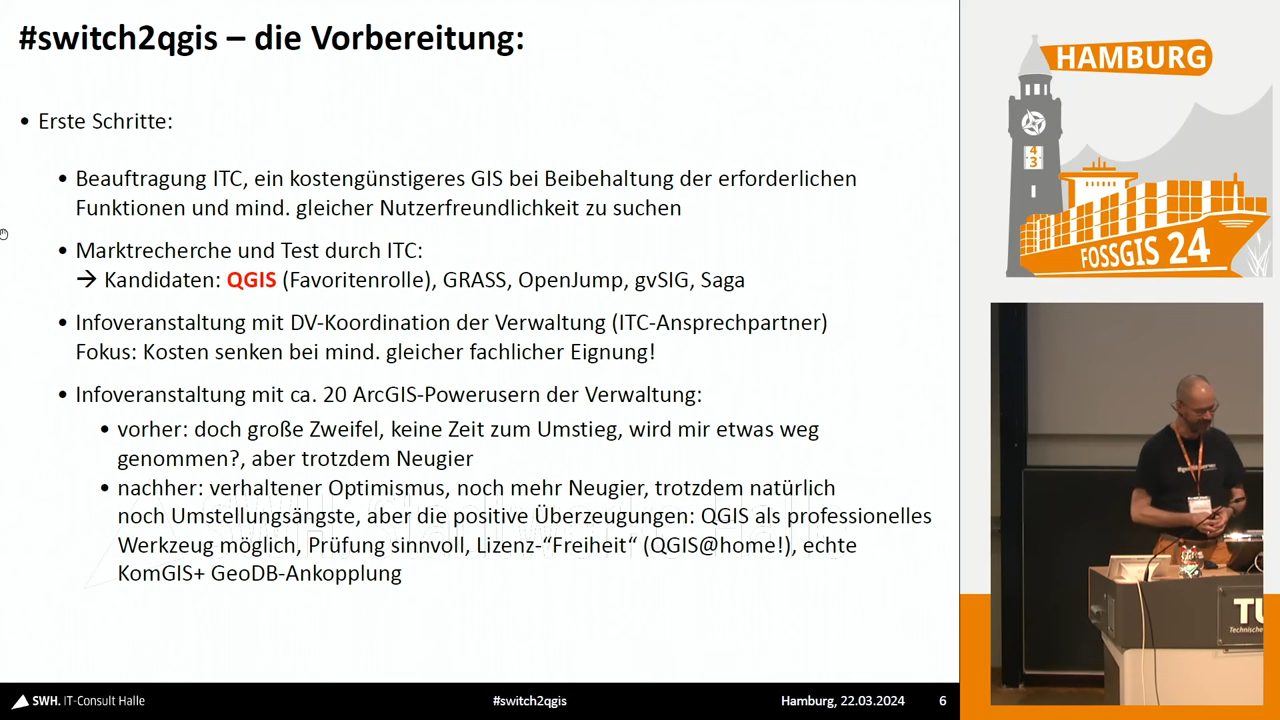 #switch2qgis – die Vorbereitung:
• Erste Schritte:
• Beauftragung ITC, ein kostengünstigeres GIS bei Beibehaltung der erforderlichen
Funktionen und mind. gleicher Nutzerfreundlichkeit zu suchen
• Marktrecherche und Test durch ITC:
→ Kandidaten: QGIS (Favoritenrolle), GRASS, OpenJump, gvSIG, Saga
• Infoveranstaltung mit DV-Koordination der Verwaltung (ITC-Ansprechpartner)
Fokus: Kosten senken bei mind. gleicher fachlicher Eignung!
• Infoveranstaltung mit ca. 20 ArcGIS-Powerusern der Verwaltung:
• vorher: doch große Zweifel, keine Zeit zum Umstieg, wird mir etwas weg
genommen?, aber trotzdem Neugier
• nachher: verhaltener Optimismus, noch mehr Neugier, trotzdem natürlich
noch Umstellungsängste, aber die positive Überzeugungen: QGIS als professionelles
Werkzeug möglich, Prüfung sinnvoll, Lizenz-“Freiheit“ (QGIS@home!), echte
KomGIS+ GeoDB-Ankopplung
SWH. IT-Consult Halle
#switch2qgis
Hamburg, 22.03.2024
6
HAMBURG
4
3
FOSSGIS 24
TU
Technische